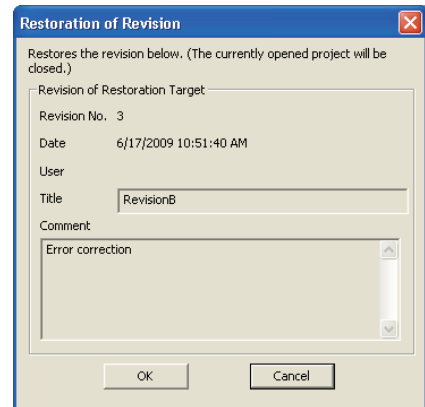 Restoration of Revision
Restores the revision below. (The currently opened project will be
closed.)
Revision of Restoration Target
Revision No. 3
Date 6/17/2009 10:51:40 AM
User
Title RevisionB
Comment
Error correction
OK Cancel